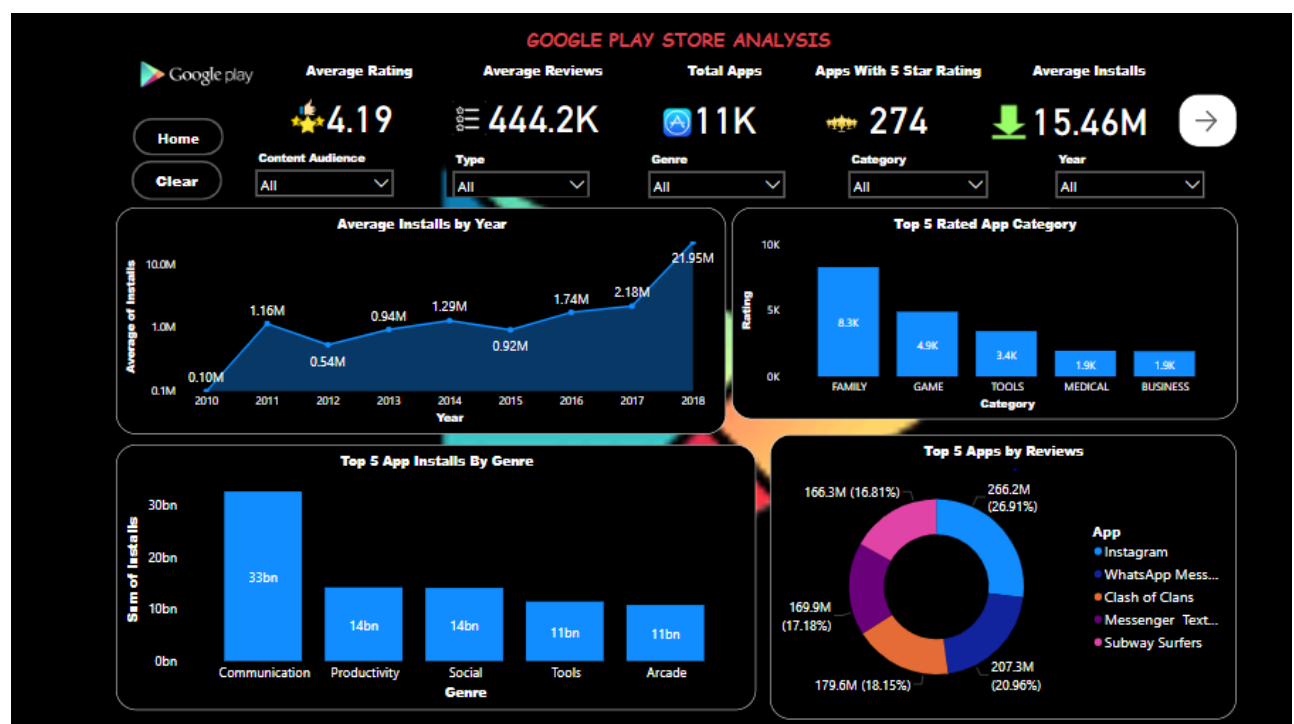 GOOGLE PLAY STORE ANALYSIS
Google play
Average Rating
Average Reviews
Total Apps
Apps With 5 Star Rating
Average Installs
4.19
444.2K
11K
274
15.46M
Home
Clear
Content Audience
Type
Genre
Category
Year
All
All
All
All
All
Average Installs by Year
Average of Installs
10.0M
1.0M
0.1M
0.10M
1.16M
0.54M
0.94M
1.29M
0.92M
1.74M
2.18M
21.95M
2010
2011
2012
2013
2014
2015
2016
2017
2018
Year
Top 5 Rated App Category
Rating
10K
5K
0K
8.3K
4.9K
3.4K
1.9K
1.9K
FAMILY
GAME
TOOLS
MEDICAL
BUSINESS
Category
Top 5 App Installs By Genre
Sum of Installs
30bn
20bn
10bn
0bn
33bn
14bn
14bn
11bn
11bn
Communication
Productivity
Social
Tools
Arcade
Genre
Top 5 Apps by Reviews
166.3M (16.81%)
266.2M
(26.91%)
169.9M
(17.18%)
179.6M (18.15%)
207.3M
(20.96%)
App
Instagram
WhatsApp Mess...
Clash of Clans
Messenger Text...
Subway Surfers